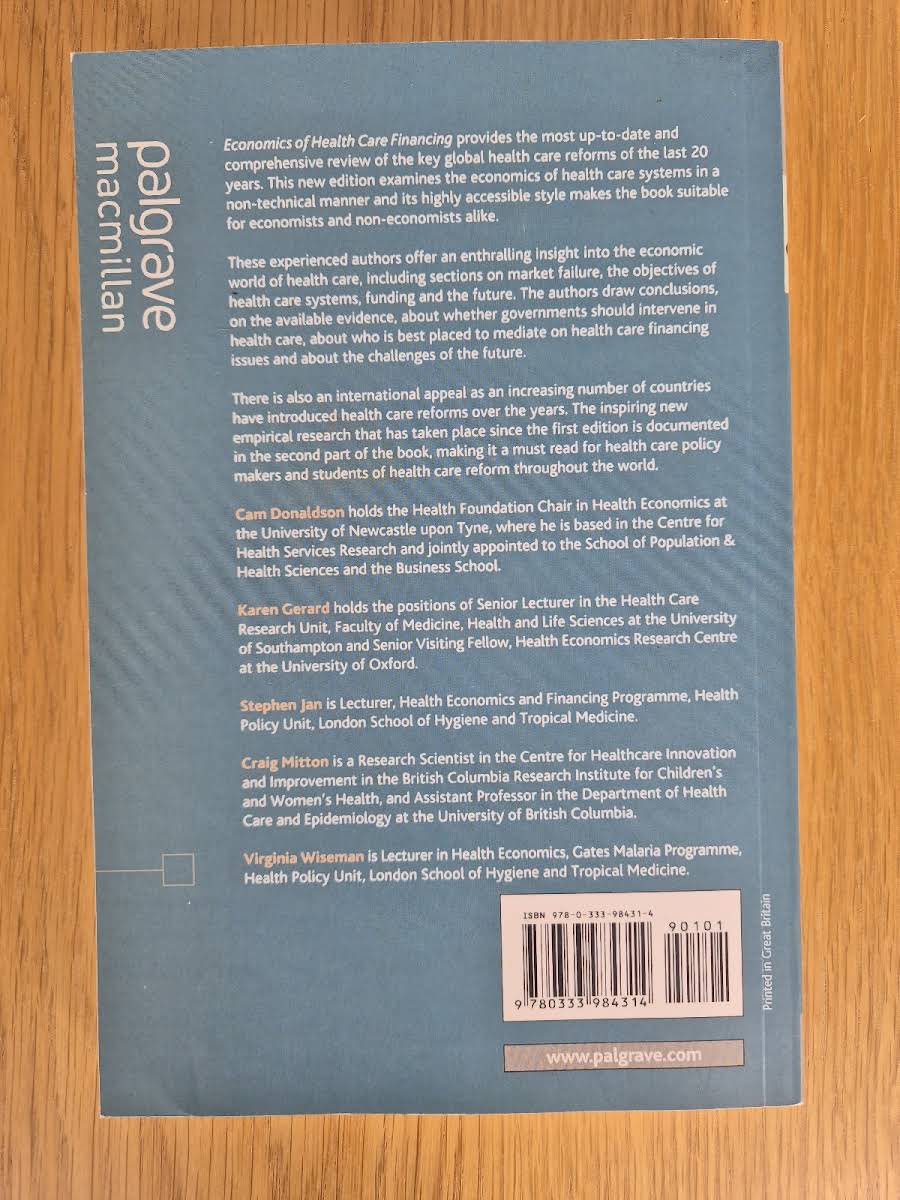 palgrave
macmillan
Economics of Health Care Financing provides the most up-to-date and
comprehensive review of the key global health care reforms of the last 20
years. This new edition examines the economics of health care systems in a
non-technical manner and its highly accessible style makes the book suitable
for economists and non-economists alike.
These experienced authors offer an enthralling insight into the economic
world of health care, including sections on market failure, the objectives of
health care systems, funding and the future. The authors draw conclusions,
on the available evidence, about whether governments should intervene in
health care, about who is best placed to mediate on health care financing
issues and about the challenges of the future.
There is also an international appeal as an increasing number of countries
have introduced health care reforms over the years. The inspiring new
empirical research that has taken place since the first edition is documented
in the second part of the book, making it a must read for health care policy
makers and students of health care reform throughout the world.
Cam Donaldson holds the Health Foundation Chair in Health Economics at
the University of Newcastle upon Tyne, where he is based in the Centre for
Health Services Research and jointly appointed to the School of Population &
Health Sciences and the Business School.
Karen Gerard holds the positions of Senior Lecturer in the Health Care
Research Unit, Faculty of Medicine, Health and Life Sciences at the University
of Southampton and Senior Visiting Fellow, Health Economics Research Centre
at the University of Oxford.
Stephen Jan is Lecturer, Health Economics and Financing Programme, Health
Policy Unit, London School of Hygiene and Tropical Medicine.
Craig Mitton is a Research Scientist in the Centre for Healthcare Innovation
and Improvement in the British Columbia Research Institute for Children's
and Women's Health, and Assistant Professor in the Department of Health
Care and Epidemiology at the University of British Columbia.
Virginia Wiseman is Lecturer in Health Economics, Gates Malaria Programme,
Health Policy Unit, London School of Hygiene and Tropical Medicine.
ISBN 978-0-333-98431-4
90101
9 780333 984314
Printed in Great Britain
www.palgrave.com